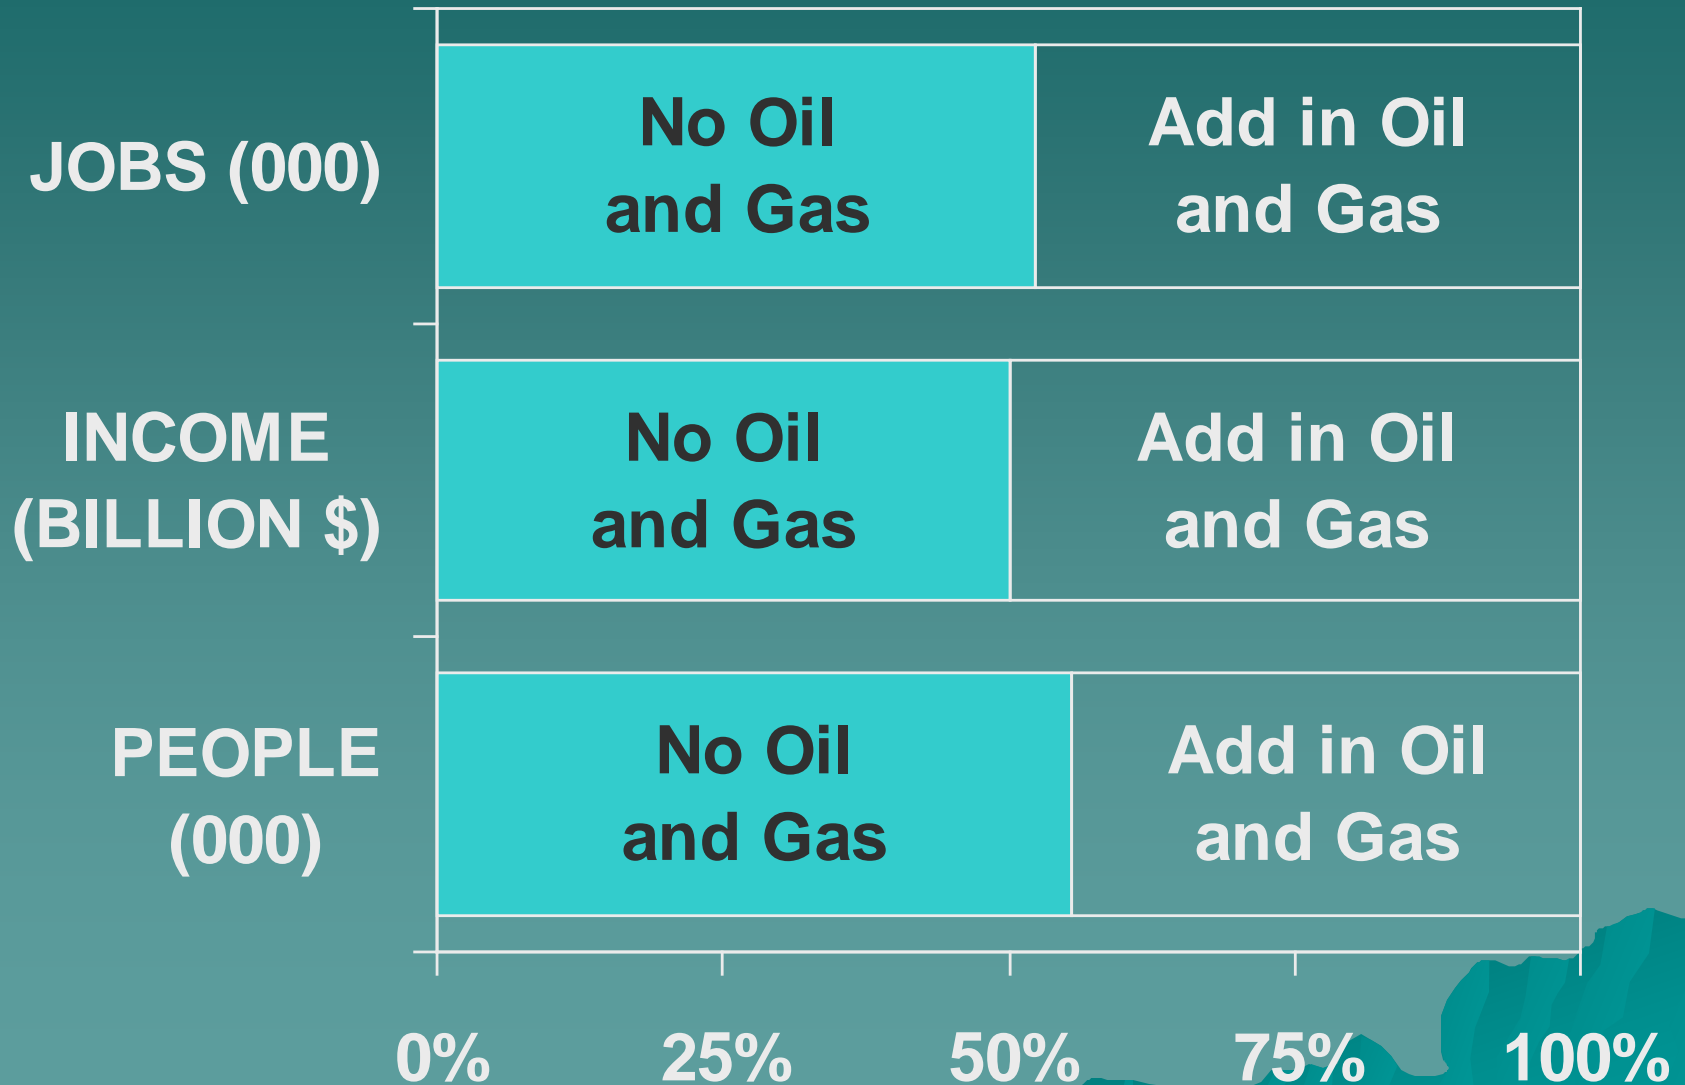 JOBS (000)
No Oil
and Gas
Add in Oil
and Gas
INCOME
(BILLION $)
No Oil
and Gas
Add in Oil
and Gas
PEOPLE
(000)
No Oil
and Gas
Add in Oil
and Gas
0% 25% 50% 75% 100%